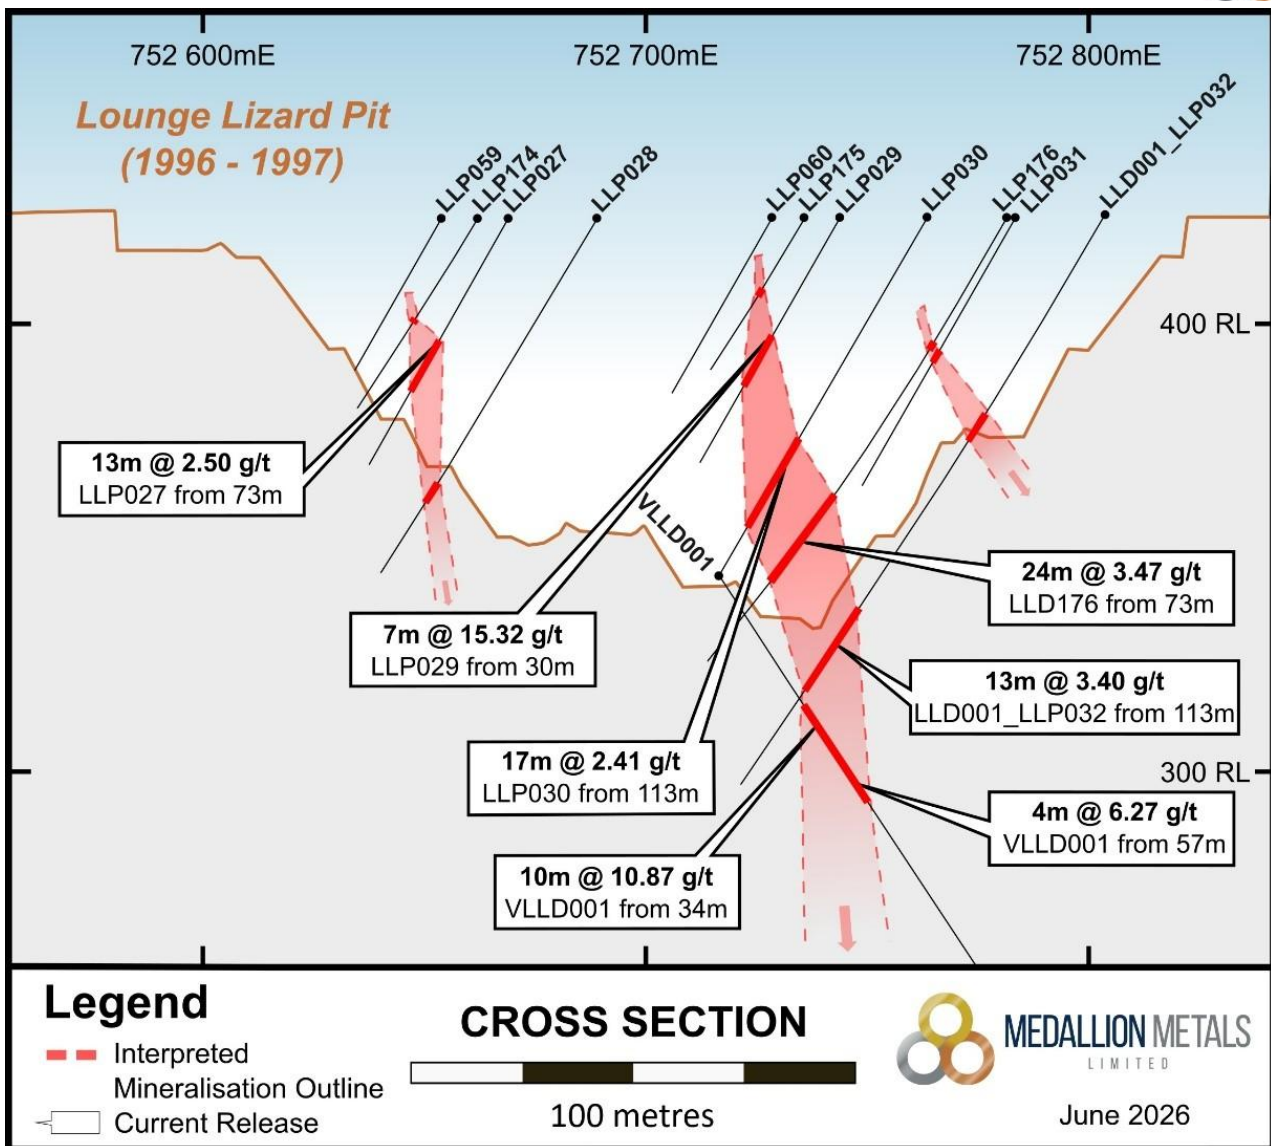 752 600mE
752 700mE
752 800mE
Lounge Lizard Pit
(1996 - 1997)
LLP059
LLP174
LLP027
LLP028
LLP060
LLP175
LLP029
LLP030
LLP176
LLP031
LLD001_LLP032
400 RL
13m @ 2.50 g/t
LLP027 from 73m
VLLD001
24m @ 3.47 g/t
LLD176 from 73m
7m @ 15.32 g/t
LLP029 from 30m
13m @ 3.40 g/t
LLD001_LLP032 from 113m
17m @ 2.41 g/t
LLP030 from 113m
300 RL
4m @ 6.27 g/t
VLLD001 from 57m
10m @ 10.87 g/t
VLLD001 from 34m
Legend
Interpreted
Mineralisation Outline
Current Release
CROSS SECTION
100 metres
MEDALLION METALS
LIMITED
June 2026